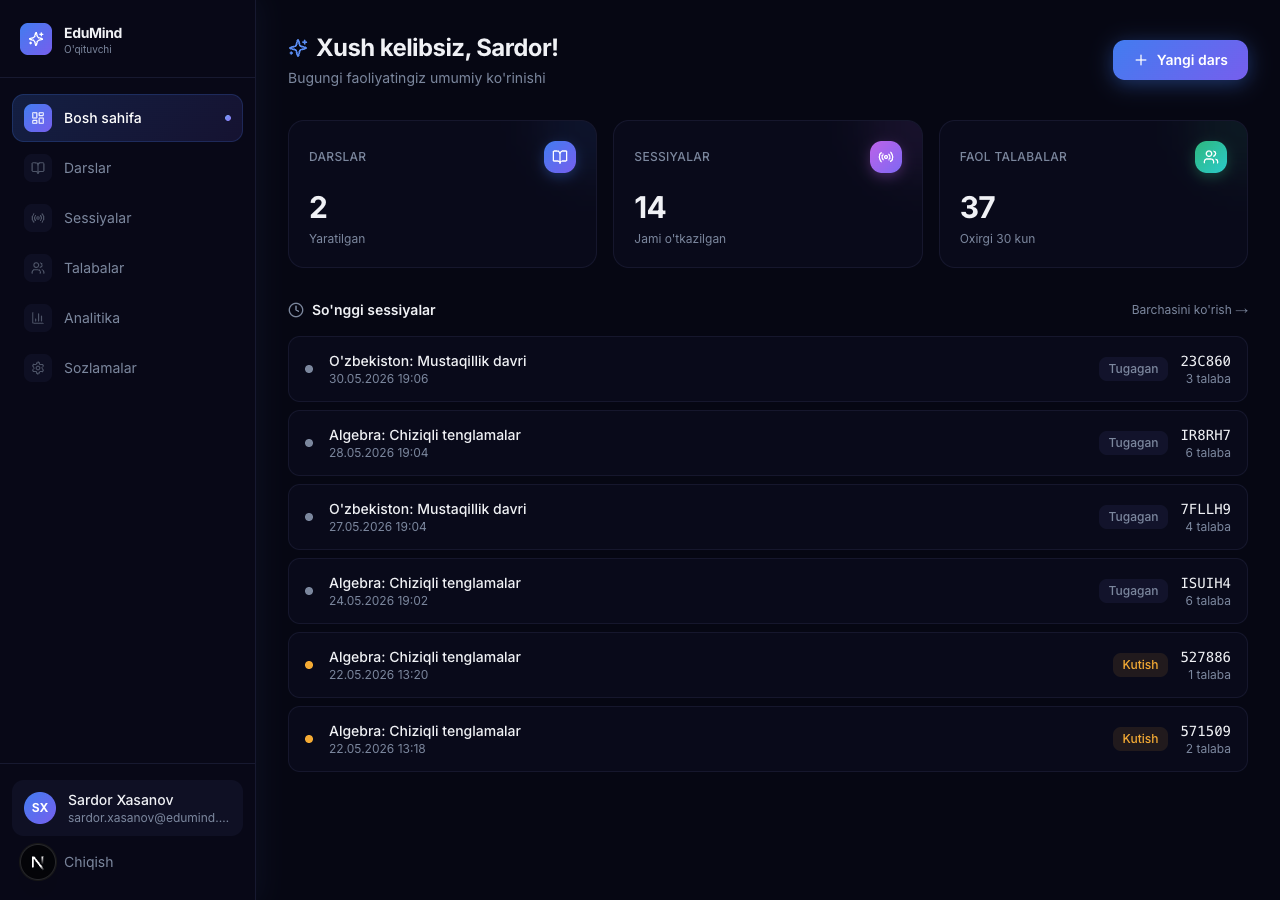 EduMind
O'qituvchi
Bosh sahifa
Darslar
Sessiyalar
Talabalar
Analitika
Sozlamalar
Sardor Xasanov
SX
sardor.xasanov@edumind....
N
Chiqish
Xush kelibsiz, Sardor!
Bugungi faoliyatingiz umumiy ko'rinishi
+ Yangi dars
DARSLAR
2
Yaratilgan
SESSIYALAR
14
Jami o'tkazilgan
FAOL TALABALAR
37
Oxirgi 30 kun
So'nggi sessiyalar
Barchasini ko'rish →
O'zbekiston: Mustaqillik davri
30.05.2026 19:06
Tugagan
23C860
3 talaba
Algebra: Chiziqli tenglamalar
28.05.2026 19:04
Tugagan
IR8RH7
6 talaba
O'zbekiston: Mustaqillik davri
27.05.2026 19:04
Tugagan
7FLLH9
4 talaba
Algebra: Chiziqli tenglamalar
24.05.2026 19:02
Tugagan
ISUIH4
6 talaba
Algebra: Chiziqli tenglamalar
22.05.2026 13:20
Kutish
527886
1 talaba
Algebra: Chiziqli tenglamalar
22.05.2026 13:18
Kutish
571509
2 talaba